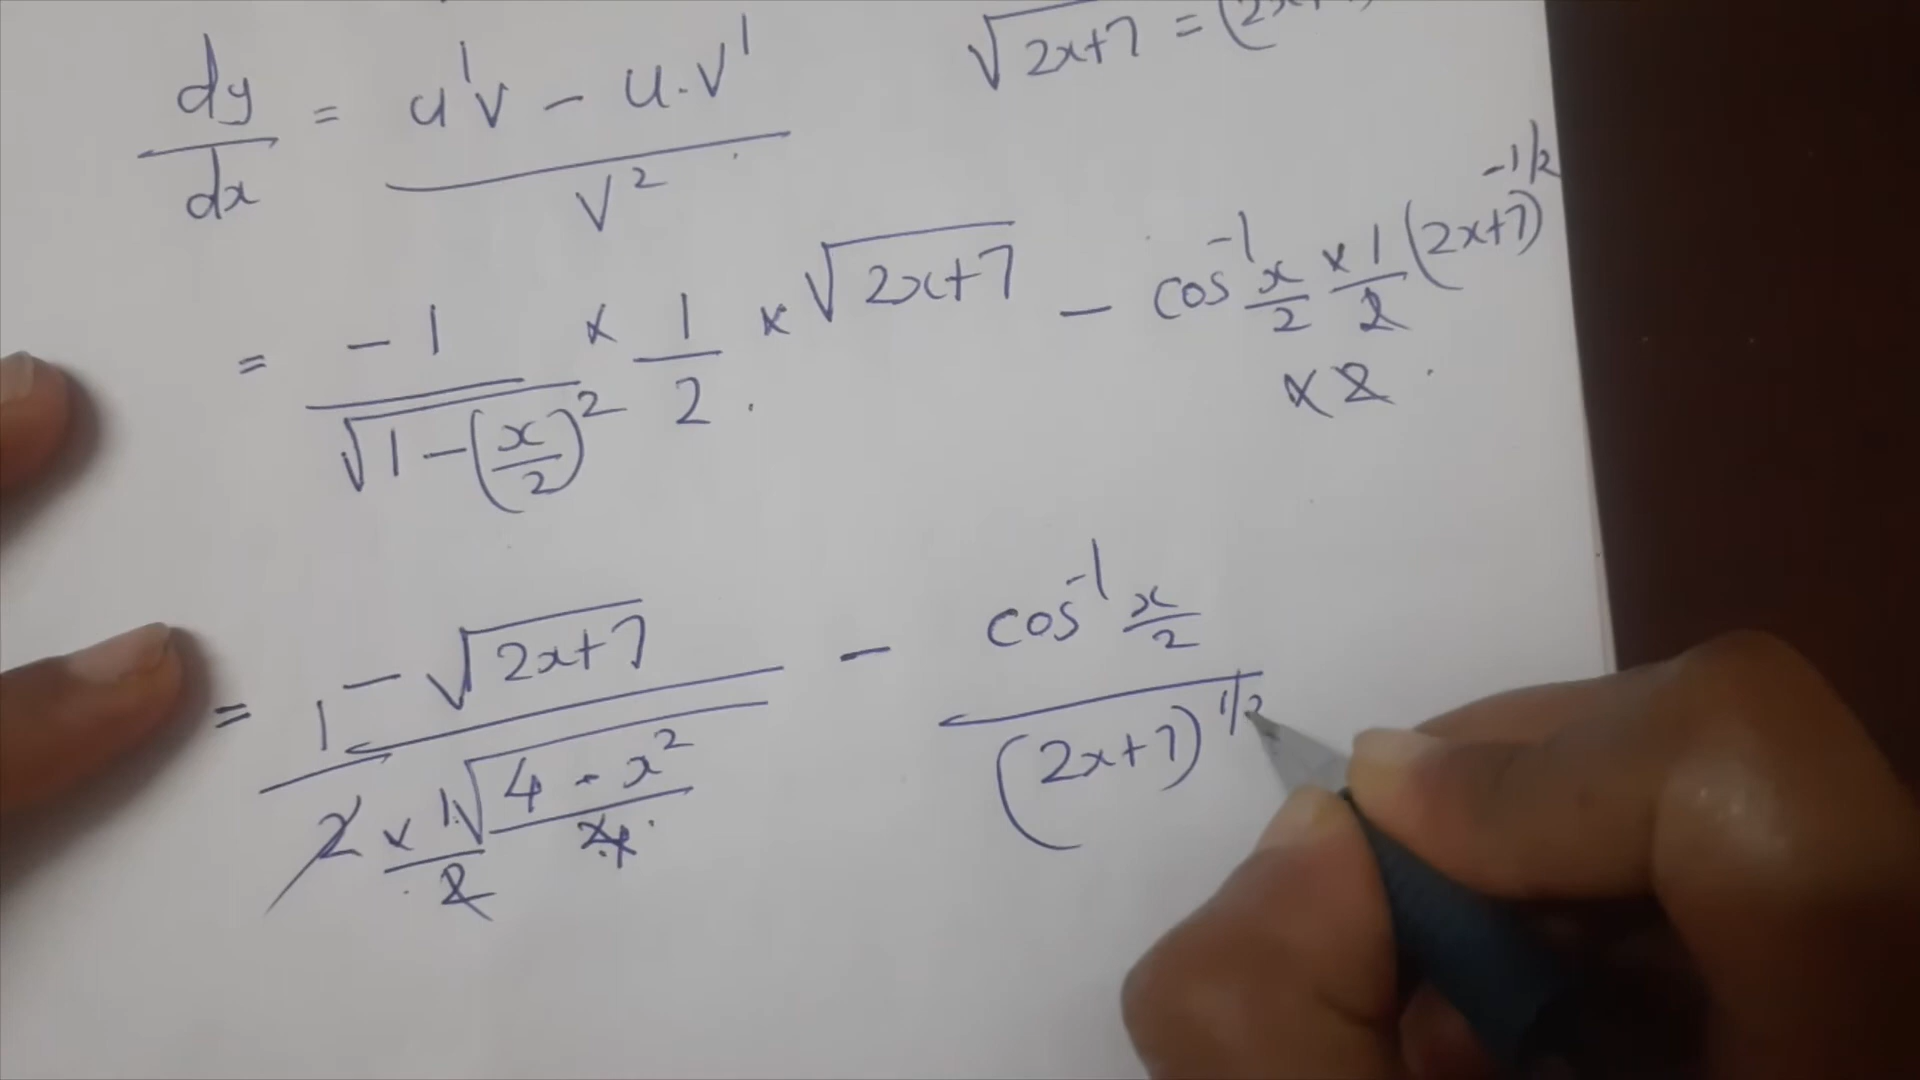 √2x+7 = (2x+
dy/dx = (u'v - u.v')/v²
= -1/√1-(x/2)² × 1/2 × √2x+7 - cos⁻¹ x/2 × 1/2 (2x+7)^-1/2
×2
= 1 -√2x+7 / 2 × 1/2 √4-x²/4 - cos⁻¹ x/2 / (2x+7)^1/2